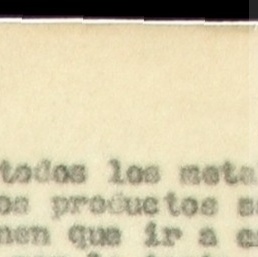 todos los meta
os productos s
nen que ir a e